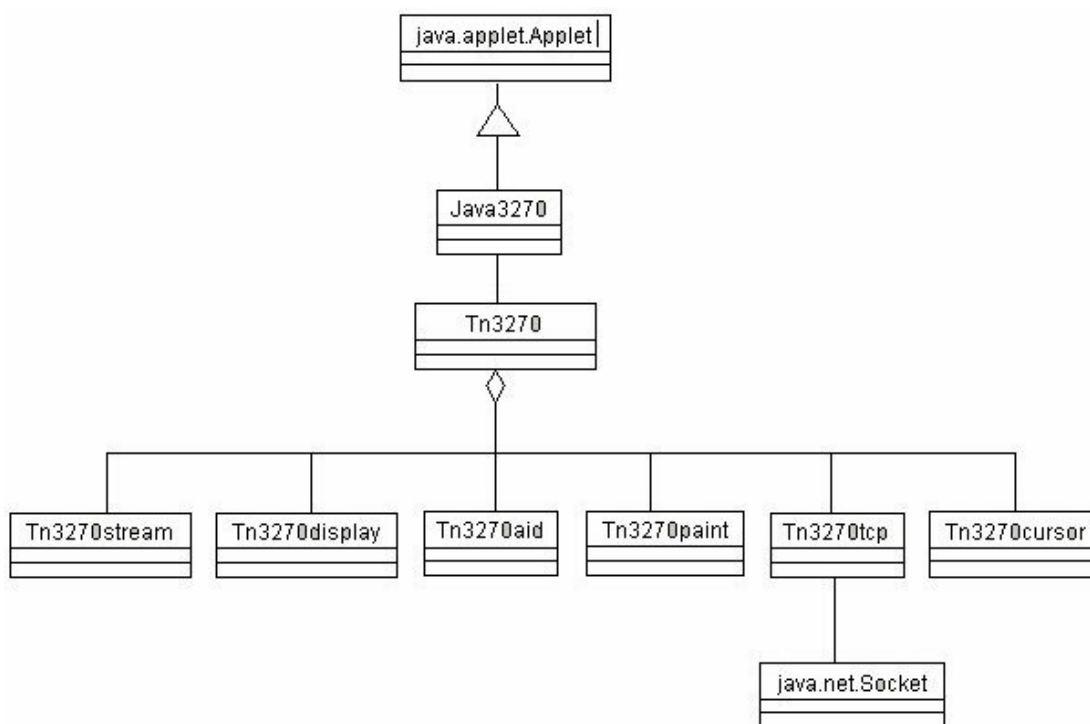 java.applet.Applet
Java3270
Tn3270
Tn3270stream
Tn3270display
Tn3270aid
Tn3270paint
Tn3270tcp
Tn3270cursor
java.net.Socket